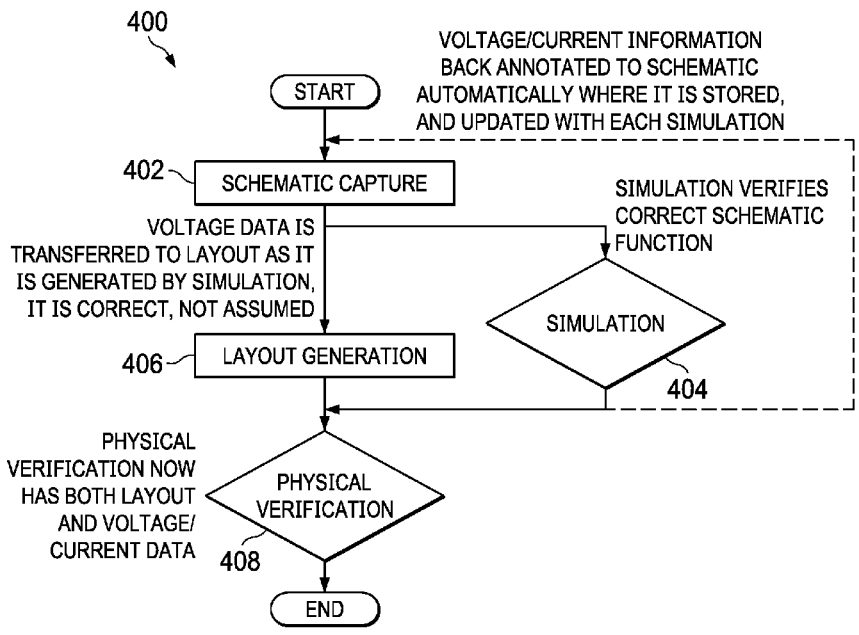 400
VOLTAGE/CURRENT INFORMATION
BACK ANNOTATED TO SCHEMATIC
AUTOMATICALLY WHERE IT IS STORED,
AND UPDATED WITH EACH SIMULATION
START
402
SCHEMATIC CAPTURE
SIMULATION VERIFIES
CORRECT SCHEMATIC
FUNCTION
VOLTAGE DATA IS
TRANSFERRED TO LAYOUT AS IT
IS GENERATED BY SIMULATION,
IT IS CORRECT, NOT ASSUMED
SIMULATION
404
406
LAYOUT GENERATION
PHYSICAL
VERIFICATION NOW
HAS BOTH LAYOUT
AND VOLTAGE/
CURRENT DATA
PHYSICAL
VERIFICATION
408
END